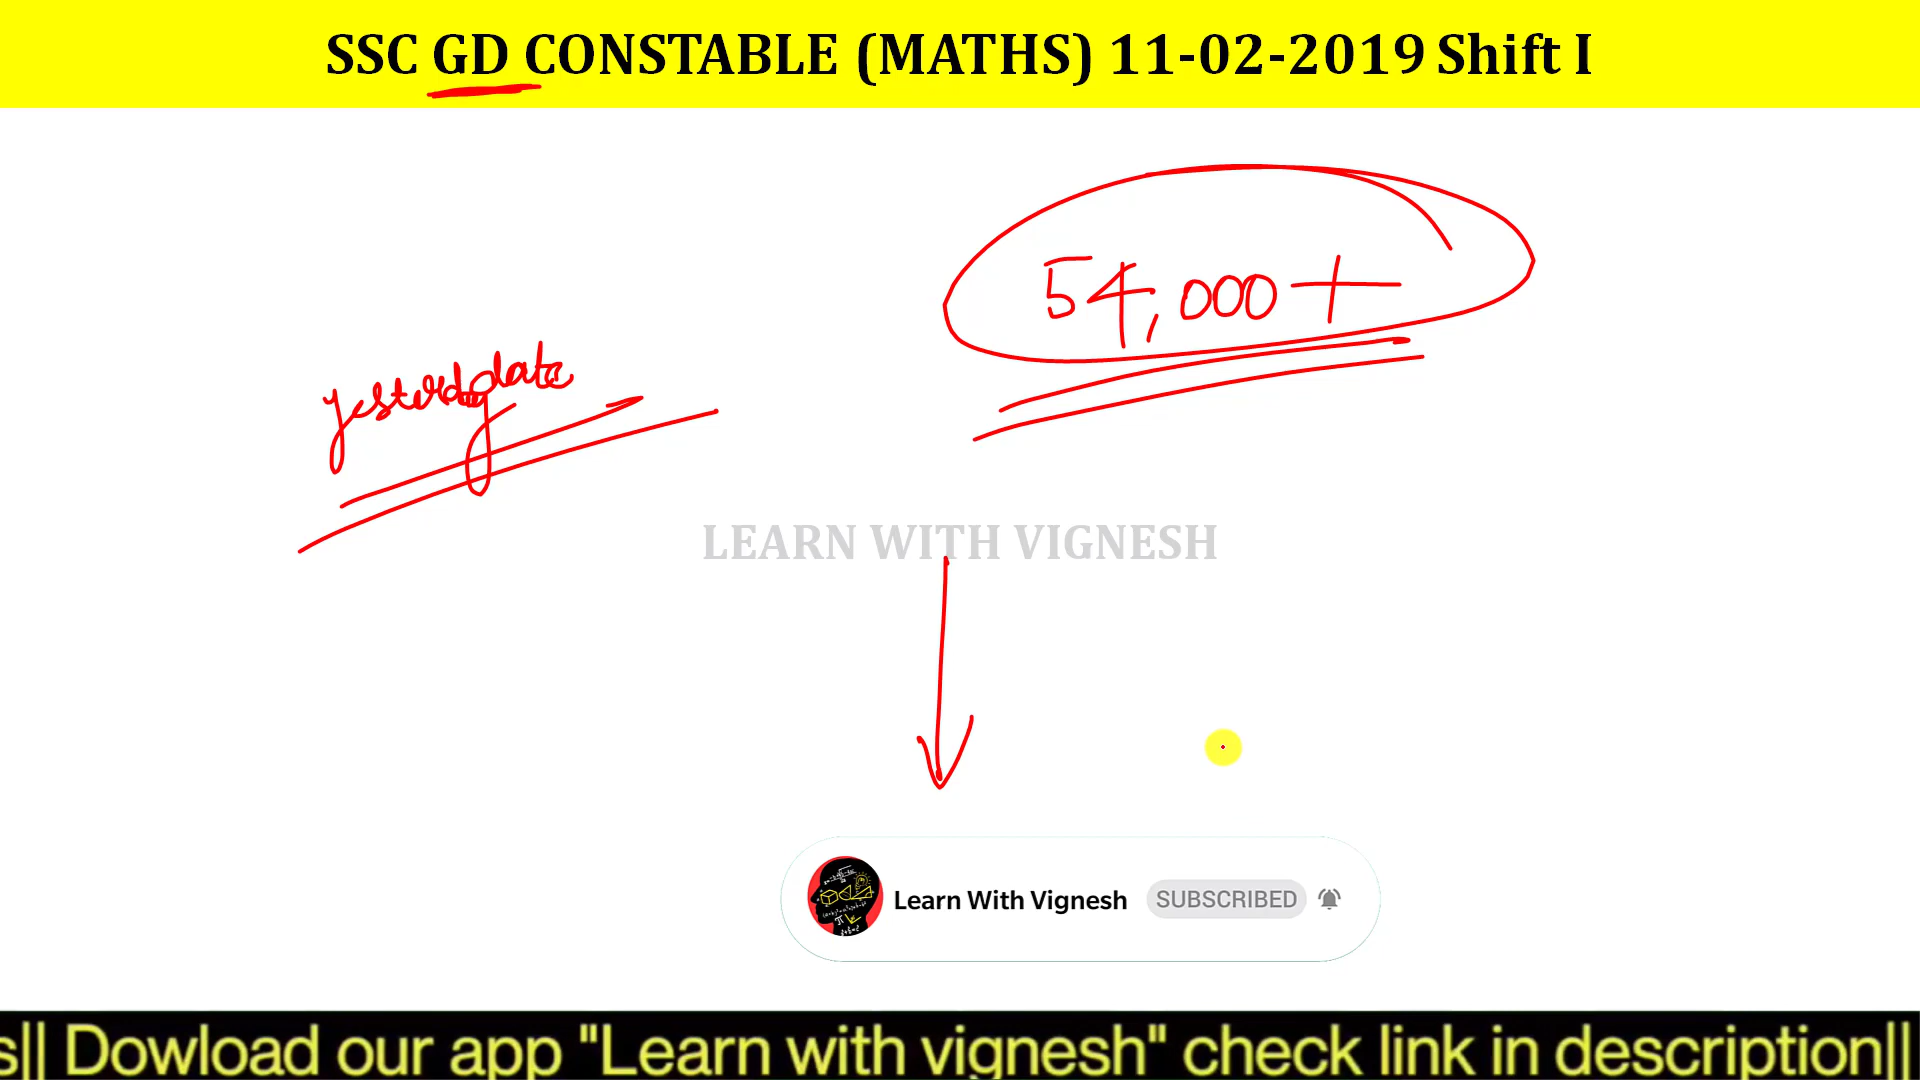 SSC GD CONSTABLE (MATHS) 11-02-2019 Shift I
54,000+
LEARN WITH VIGNESH
Learn With Vignesh SUBSCRIBED
s|| Dowload our app "Learn with vignesh" check link in description||